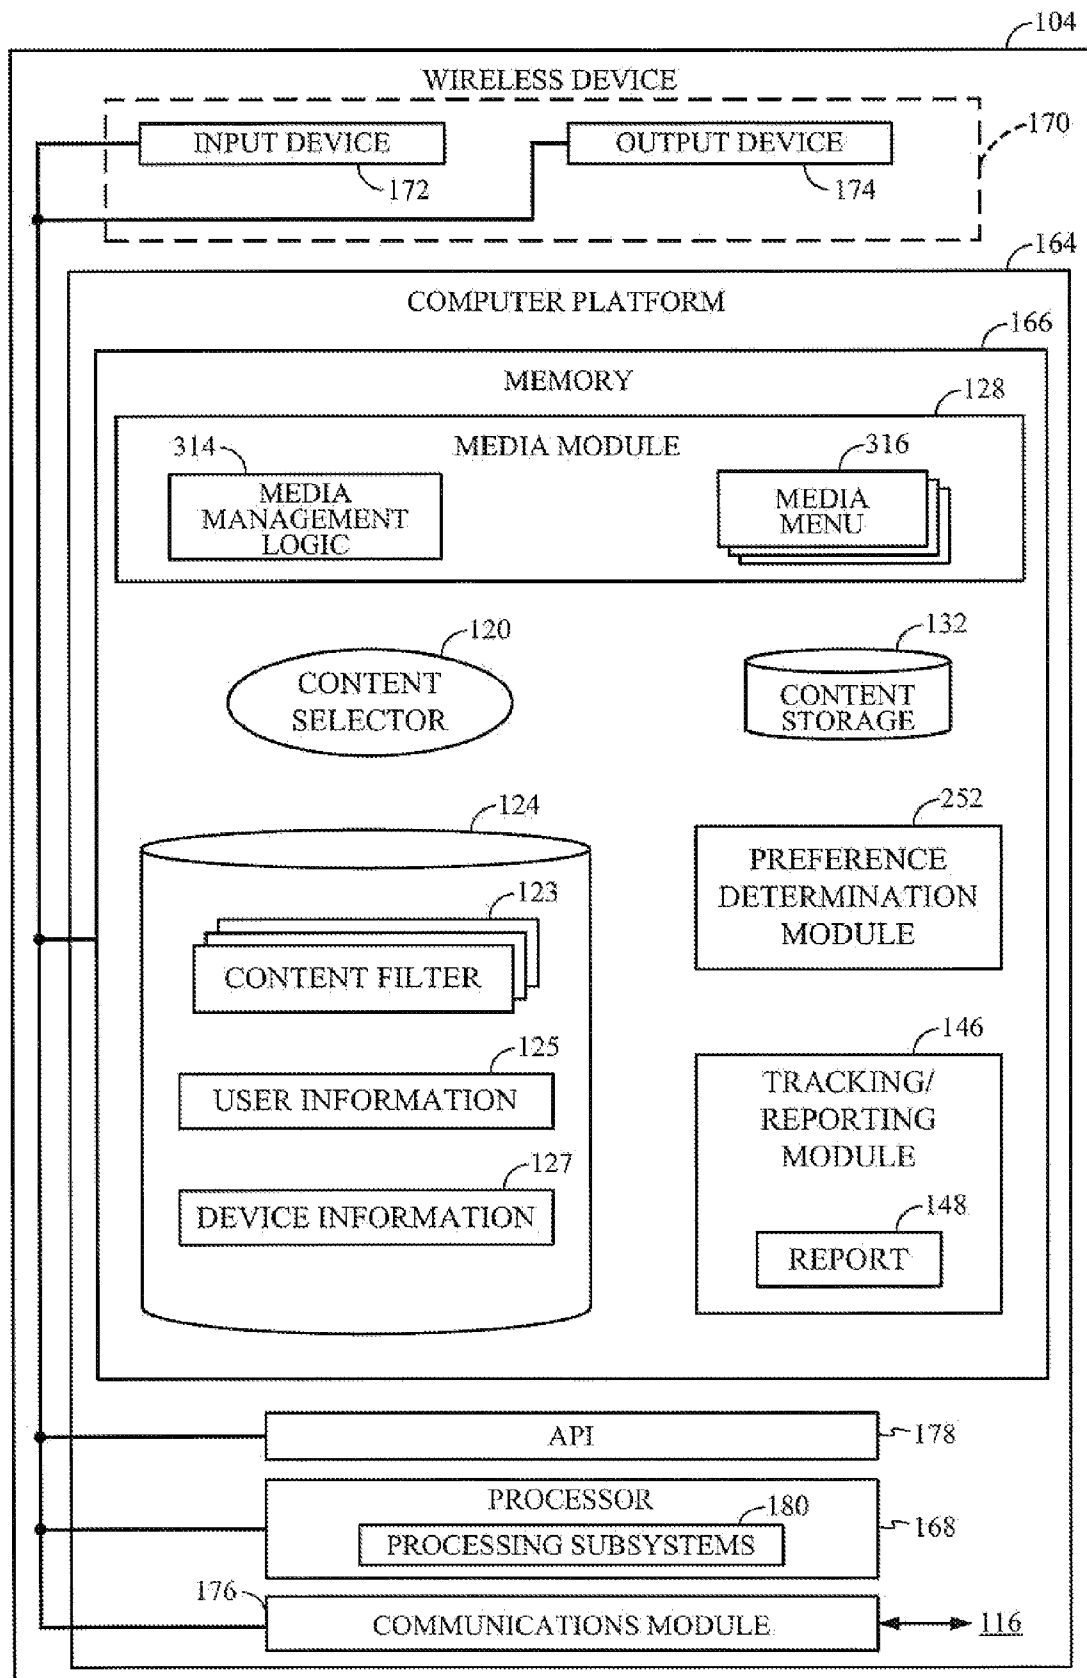 104
WIRELESS DEVICE
170
INPUT DEVICE
OUTPUT DEVICE
172
174
164
COMPUTER PLATFORM
166
MEMORY
128
314
MEDIA MODULE
316
MEDIA
MANAGEMENT
LOGIC
MEDIA
MENU
120
132
CONTENT
SELECTOR
CONTENT
STORAGE
124
252
123
PREFERENCE
DETERMINATION
MODULE
CONTENT FILTER
125
146
USER INFORMATION
TRACKING/
REPORTING
MODULE
127
DEVICE INFORMATION
148
REPORT
API
178
PROCESSOR
180
PROCESSING SUBSYSTEMS
168
176
COMMUNICATIONS MODULE
116